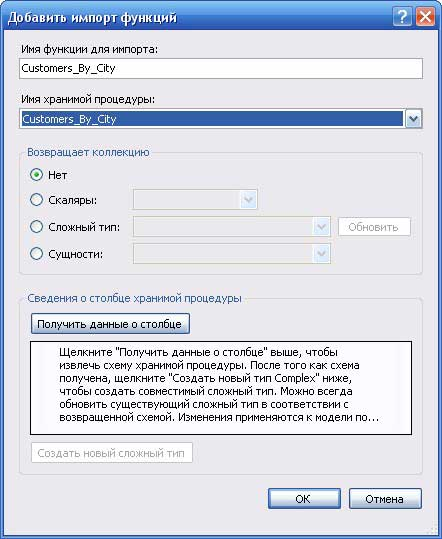 Добавить импорт функций
Имя функции для импорта:
Customers_By_City
Имя хранимой процедуры:
Customers_By_City
Возвращает коллекцию
Нет
Скаляры:
Сложный тип:
Обновить
Сущности:
Сведения о столбце хранимой процедуры
Получить данные о столбце
Щелкните "Получить данные о столбце" выше, чтобы
извлечь схему хранимой процедуры. После того как схема
получена, щелкните "Создать новый тип Complex" ниже,
чтобы создать совместимый сложный тип. Можно всегда
обновить существующий сложный тип в соответствии с
возвращенной схемой. Изменения применяются к модели по...
Создать новый сложный тип
ОК
Отмена